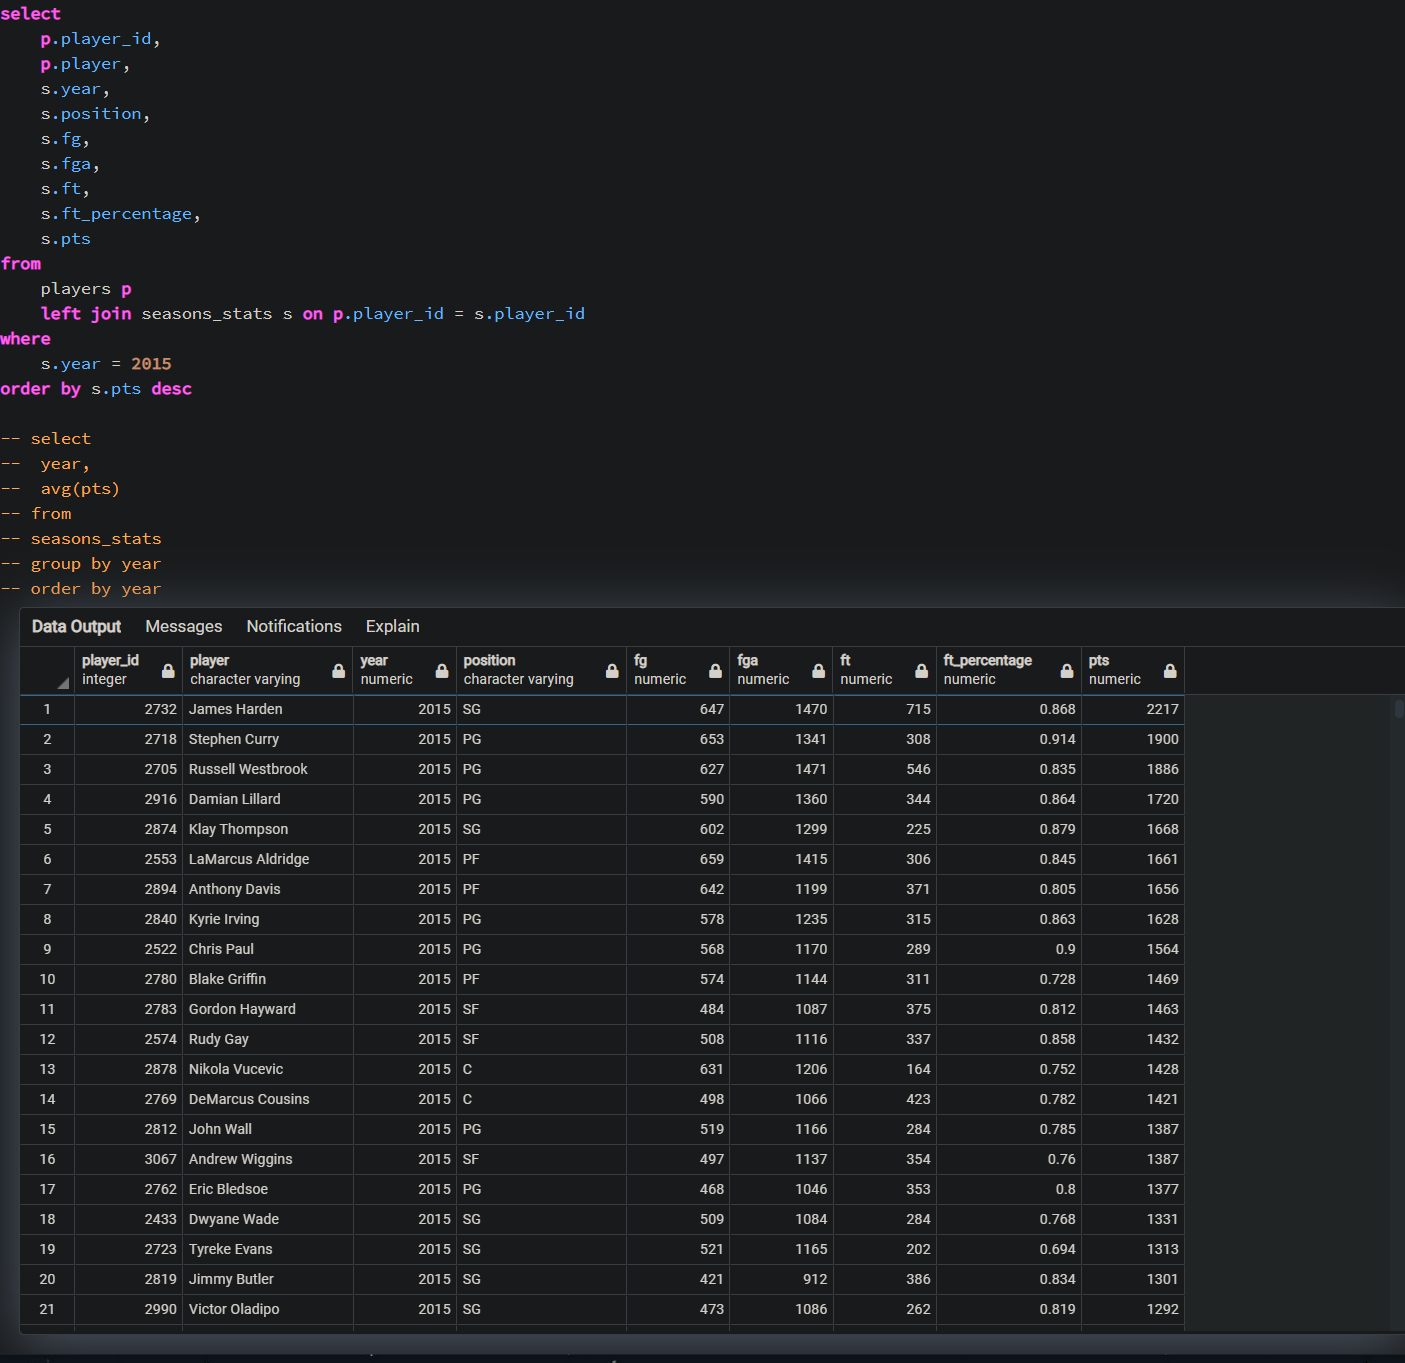 select
p.player_id,
p.player,
s.year,
s.position,
s.fg,
s.fga,
s.ft,
s.ft_percentage,
s.pts
from
players p
left join seasons_stats s on p.player_id = s.player_id
where
s.year = 2015
order by s.pts desc
-- select
-- year,
-- avg(pts)
-- from
-- seasons_stats
-- group by year
-- order by year
Data Output Messages Notifications Explain
player_id player year position fg fga ft ft_percentage pts
integer character varying numeric character varying numeric numeric numeric numeric numeric
1 2732 James Harden 2015 SG 647 1470 715 0.868 2217
2 2718 Stephen Curry 2015 PG 653 1341 308 0.914 1900
3 2705 Russell Westbrook 2015 PG 627 1471 546 0.835 1886
4 2916 Damian Lillard 2015 PG 590 1360 344 0.864 1720
5 2874 Klay Thompson 2015 SG 602 1299 225 0.879 1668
6 2553 LaMarcus Aldridge 2015 PF 659 1415 306 0.845 1661
7 2894 Anthony Davis 2015 PF 642 1199 371 0.805 1656
8 2840 Kyrie Irving 2015 PG 578 1235 315 0.863 1628
9 2522 Chris Paul 2015 PG 568 1170 289 0.9 1564
10 2780 Blake Griffin 2015 PF 574 1144 311 0.728 1469
11 2783 Gordon Hayward 2015 SF 484 1087 375 0.812 1463
12 2574 Rudy Gay 2015 SF 508 1116 337 0.858 1432
13 2878 Nikola Vucevic 2015 C 631 1206 164 0.752 1428
14 2769 DeMarcus Cousins 2015 C 498 1066 423 0.782 1421
15 2812 John Wall 2015 PG 519 1166 284 0.785 1387
16 3067 Andrew Wiggins 2015 SF 497 1137 354 0.76 1387
17 2762 Eric Bledsoe 2015 PG 468 1046 353 0.8 1377
18 2433 Dwyane Wade 2015 SG 509 1084 284 0.768 1331
19 2723 Tyreke Evans 2015 SG 521 1165 202 0.694 1313
20 2819 Jimmy Butler 2015 SG 421 912 386 0.834 1301
21 2990 Victor Oladipo 2015 SG 473 1086 262 0.819 1292